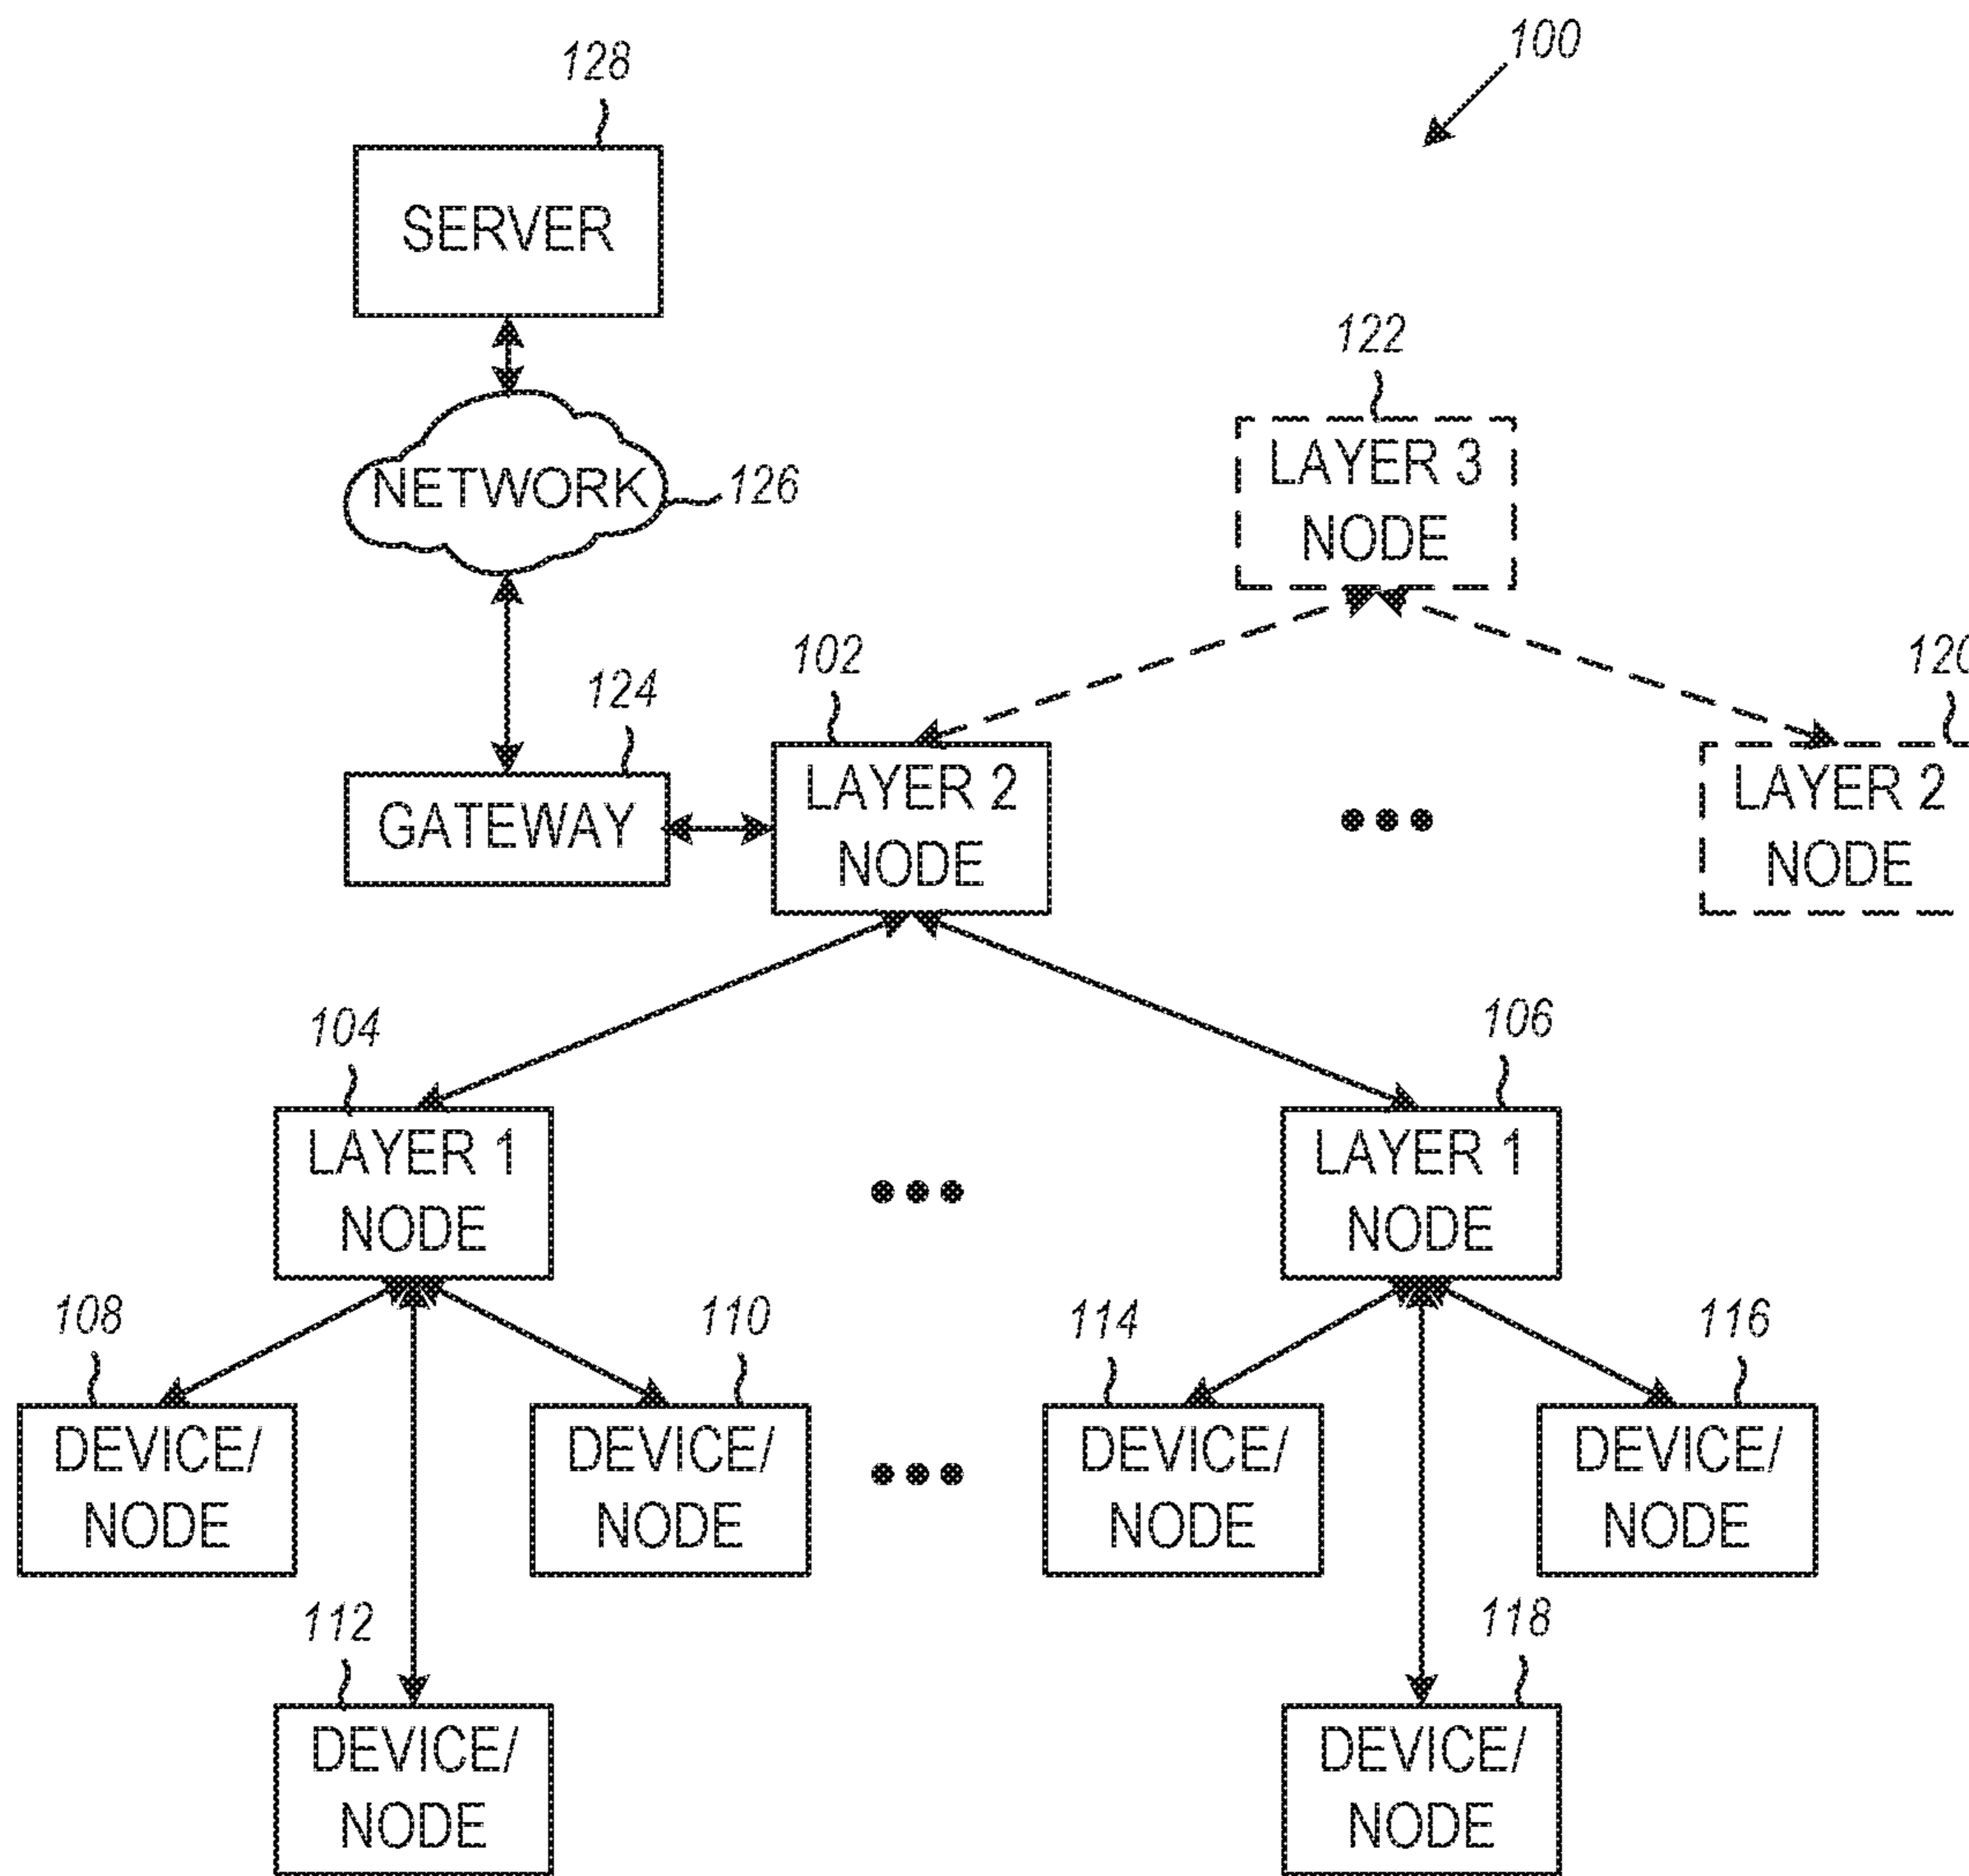 100
128
SERVER
122
NETWORK
126
LAYER 3
NODE
102
120
124
LAYER 2
NODE
GATEWAY
LAYER 2
NODE
104
106
LAYER 1
NODE
LAYER 1
NODE
108
110
114
116
DEVICE/
NODE
DEVICE/
NODE
DEVICE/
NODE
DEVICE/
NODE
112
118
DEVICE/
NODE
DEVICE/
NODE